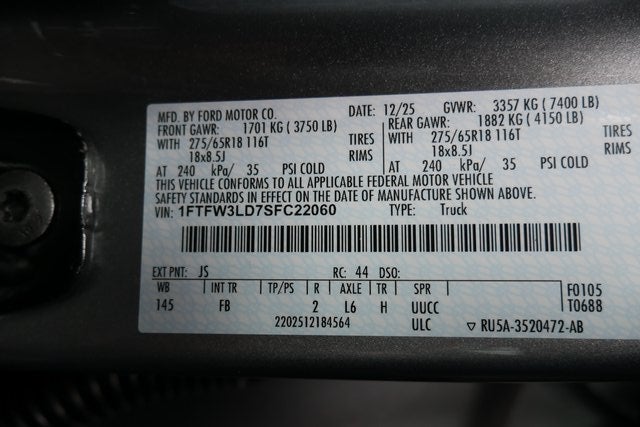 MFD. BY FORD MOTOR CO. DATE: 12/25 GVWR: 3357 KG ( 7400 LB)
FRONT GAWR: 1701 KG ( 3750 LB) REAR GAWR: 1882 KG ( 4150 LB)
WITH 275/65R18 116T TIRES WITH 275/65R18 116T TIRES
18x8.5J RIMS 18x8.5J RIMS
AT 240 kPa/ 35 PSI COLD AT 240 kPa/ 35 PSI COLD
THIS VEHICLE CONFORMS TO ALL APPLICABLE FEDERAL MOTOR VEHICLE
SAFETY STANDARDS IN EFFECT ON THE DATE OF MANUFACTURE SHOWN ABOVE.
VIN: 1FTFW3LD7SFC22060 TYPE: Truck
EXT PNT: JS RC: 44 DSO:
WB INT TR TP/PS R AXLE TR SPR F0105
145 FB 2 L6 H UUCC T0688
2202512184564 ULC ▽ RU5A-3520472-AB